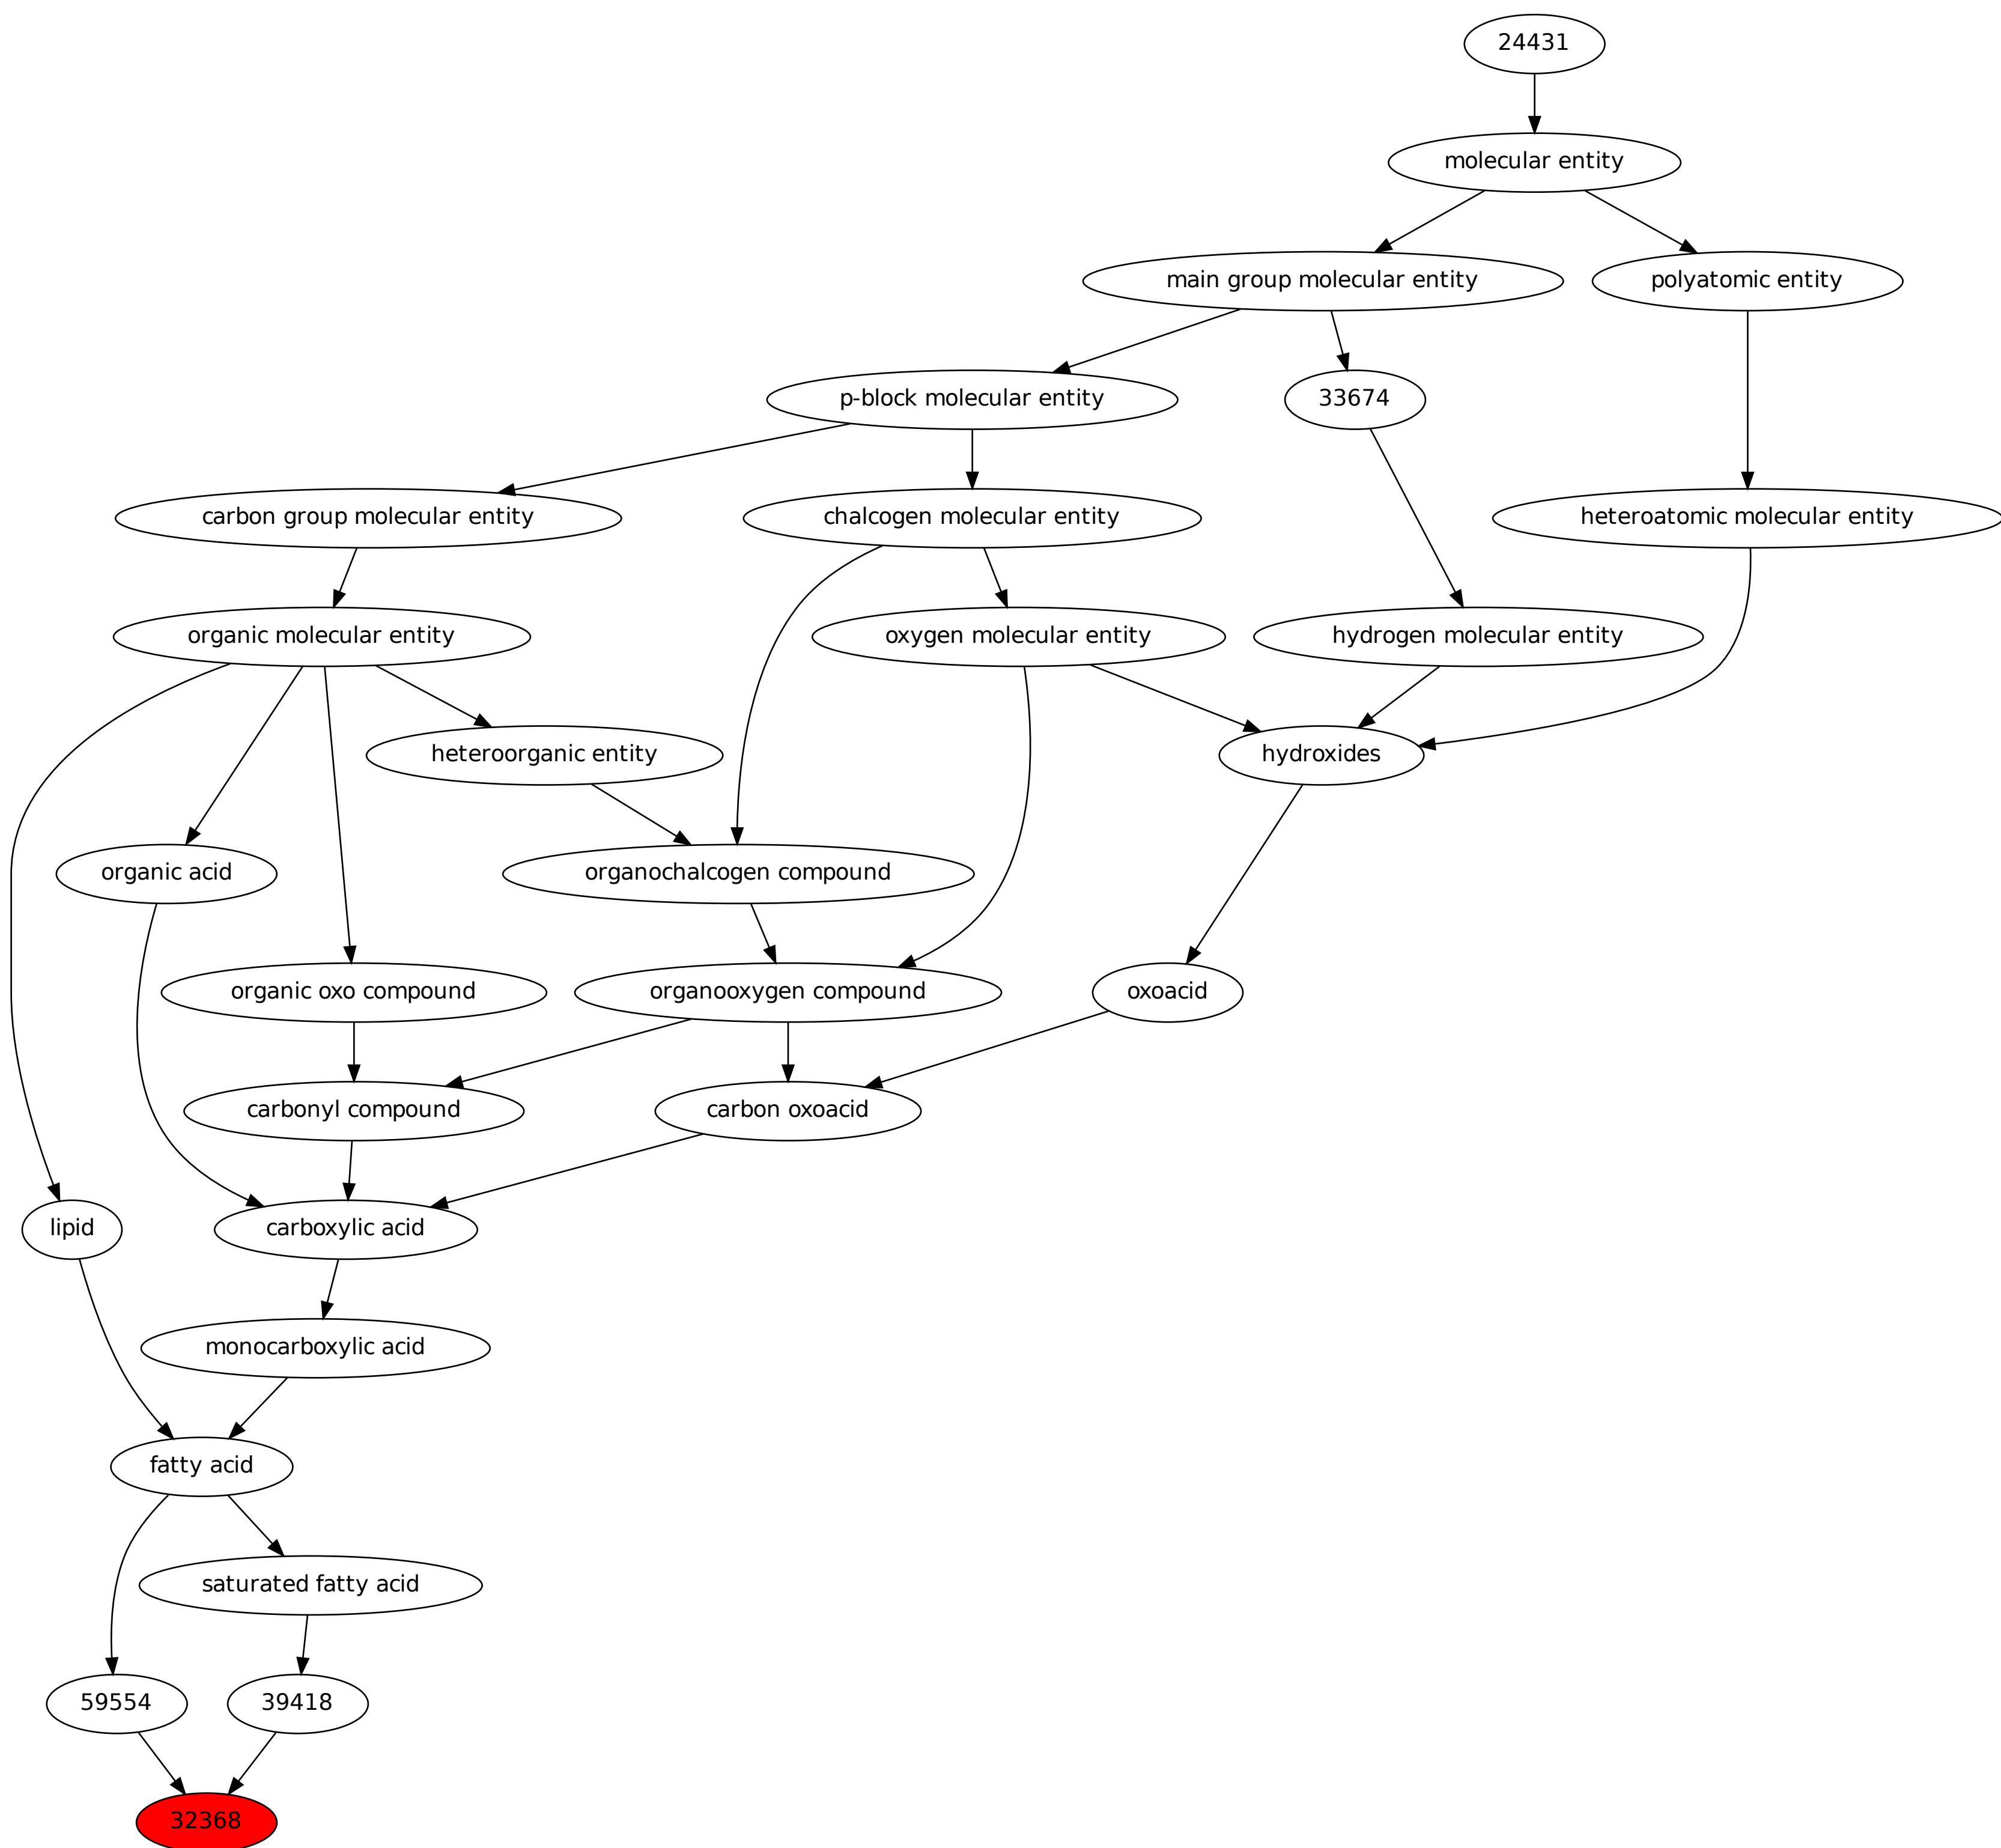 24431
molecular entity
main group molecular entity
polyatomic entity
p-block molecular entity
33674
carbon group molecular entity
chalcogen molecular entity
heteroatomic molecular entity
organic molecular entity
oxygen molecular entity
hydrogen molecular entity
heteroorganic entity
hydroxides
organic acid
organochalcogen compound
organic oxo compound
organooxygen compound
oxoacid
carbonyl compound
carbon oxoacid
lipid
carboxylic acid
monocarboxylic acid
fatty acid
saturated fatty acid
59554
39418
32368